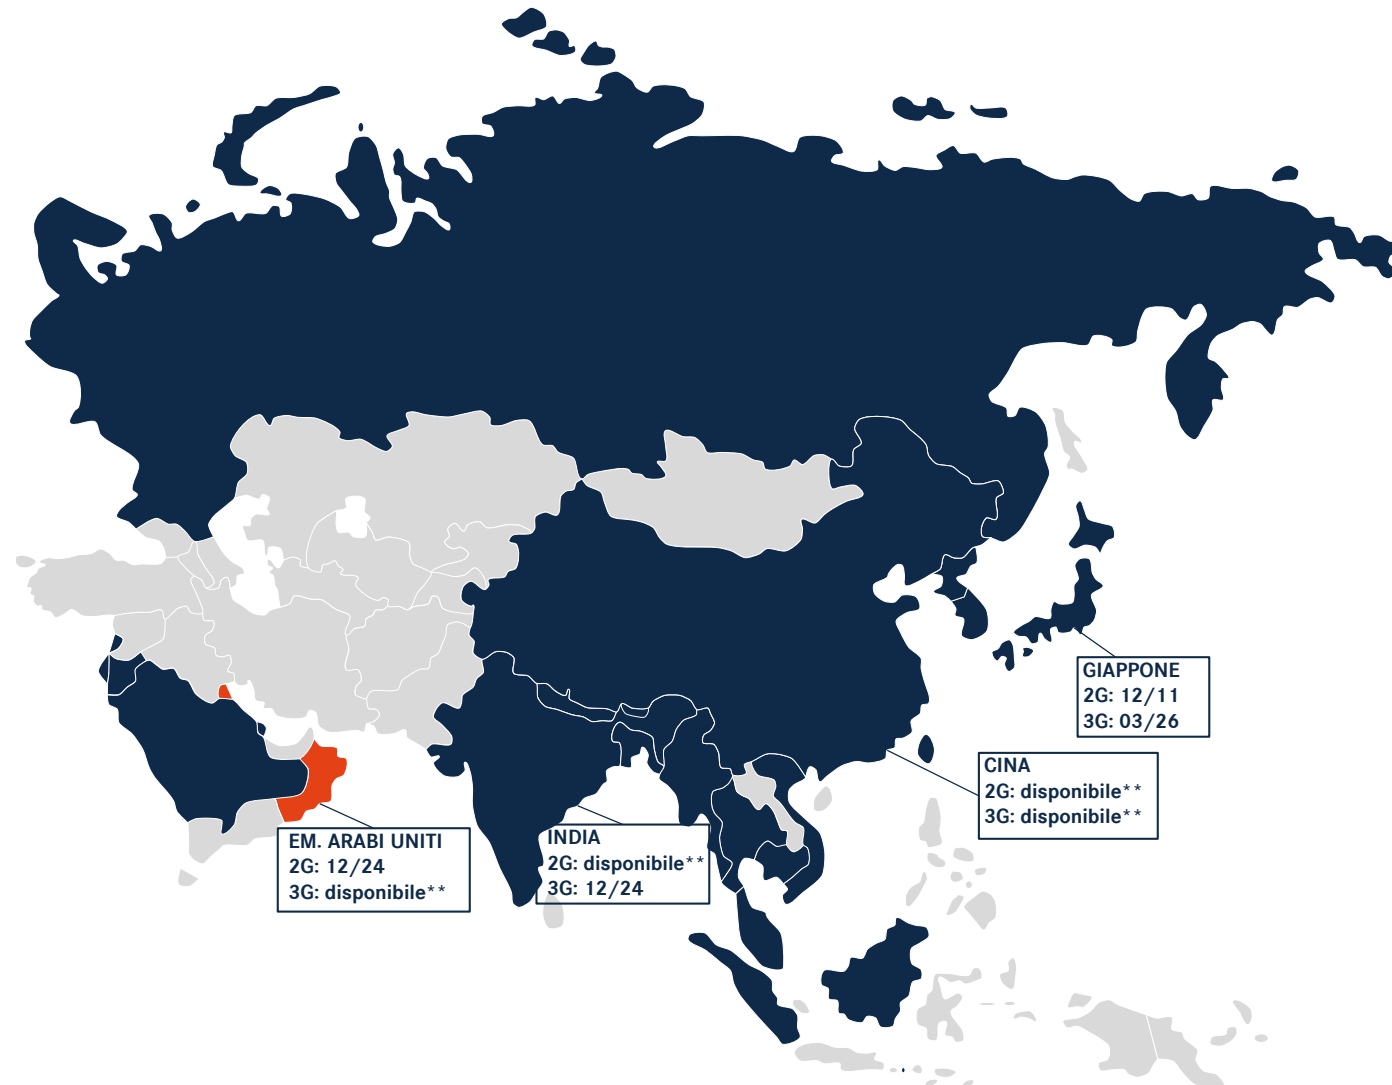 GIAPPONE
2G: 12/11
3G: 03/26
CINA
2G: disponibile**
3G: disponibile**
EM. ARABI UNITI
2G: 12/24
3G: disponibile**
INDIA
2G: disponibile**
3G: 12/24